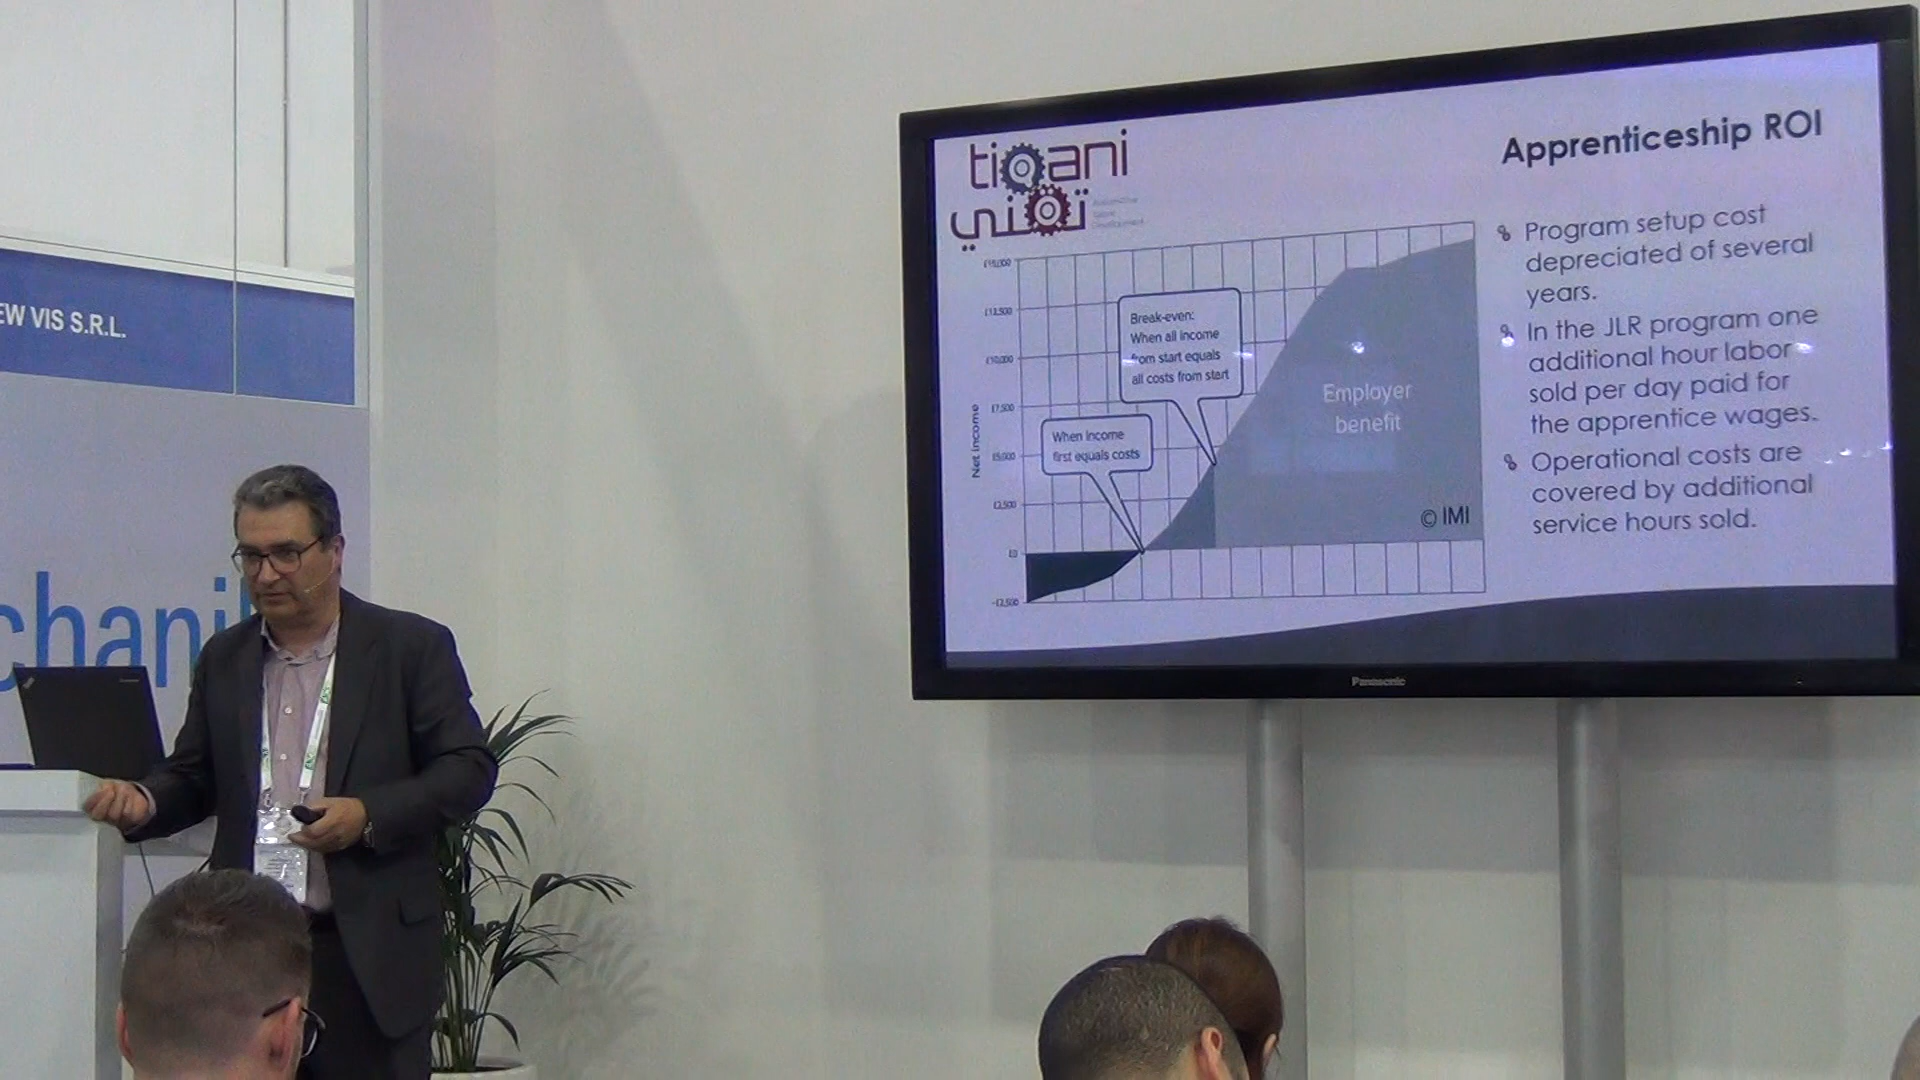 EW VIS S.R.L.
chani
tiqani
تقني
Automotive
Talent
Development
Apprenticeship ROI
Program setup cost
depreciated of several
years.
In the JLR program one
additional hour labor
sold per day paid for
the apprentice wages.
Operational costs are
covered by additional
service hours sold.
£15,000
£12,500
£10,000
£7,500
£5,000
£2,500
£0
-£2,500
Net income
Break-even:
When all income
from start equals
all costs from start
When income
first equals costs
Employer
benefit
© IMI
Panasonic